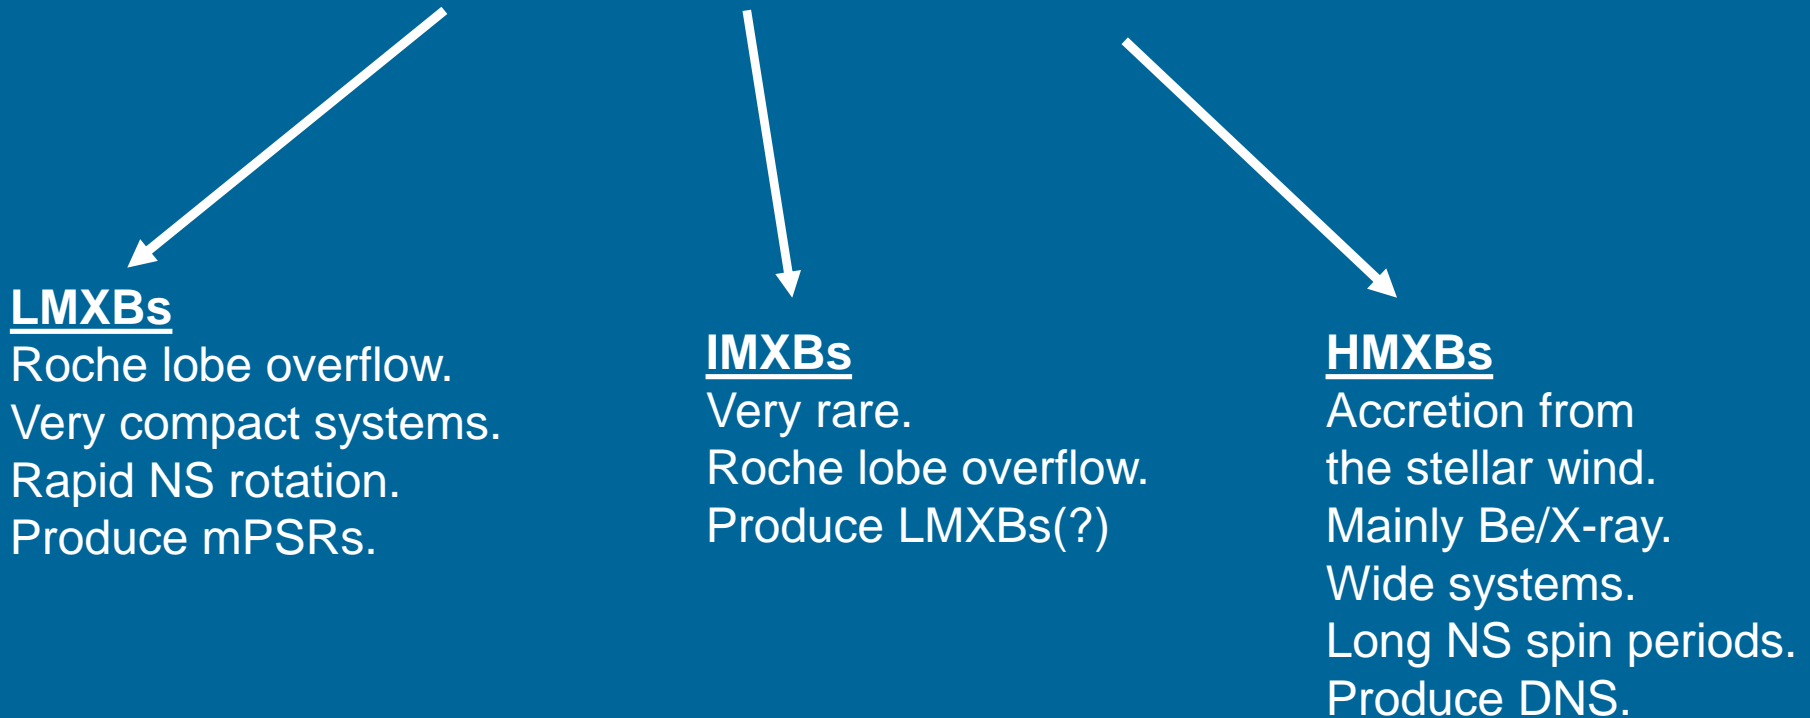 LMXBs
Roche lobe overflow.
Very compact systems.
Rapid NS rotation.
Produce mPSRs.
IMXBs
Very rare.
Roche lobe overflow.
Produce LMXBs(?)
HMXBs
Accretion from
the stellar wind.
Mainly Be/X-ray.
Wide systems.
Long NS spin periods.
Produce DNS.